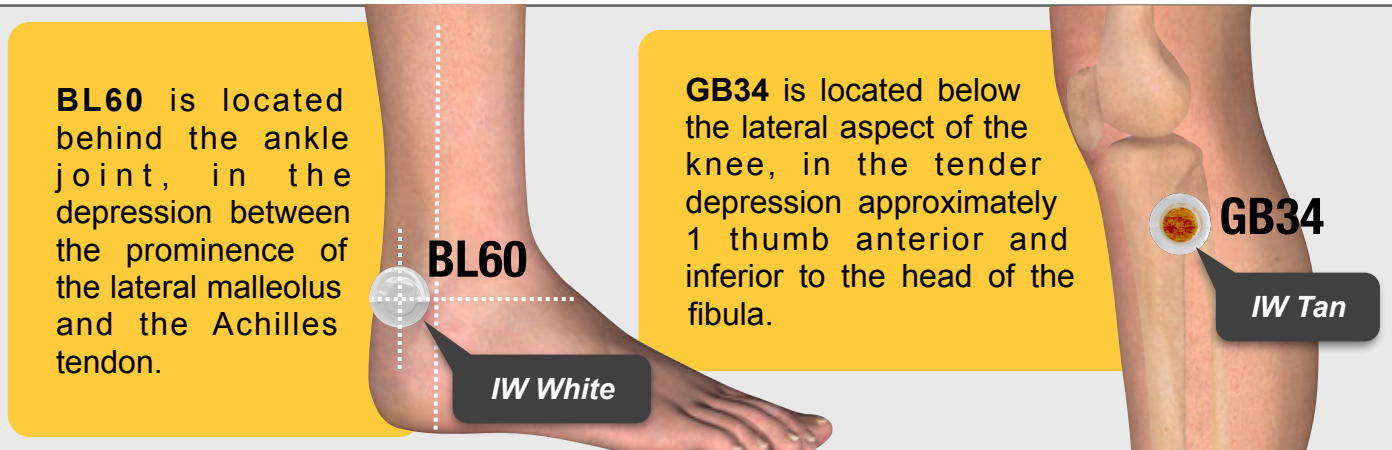 BL60 is located
behind the ankle
joint, in the
depression between
the prominence of
the lateral malleolus
and the Achilles
tendon.
BL60
IW White
GB34 is located below
the lateral aspect of the
knee, in the tender
depression approximately
1 thumb anterior and
inferior to the head of the
fibula.
GB34
IW Tan